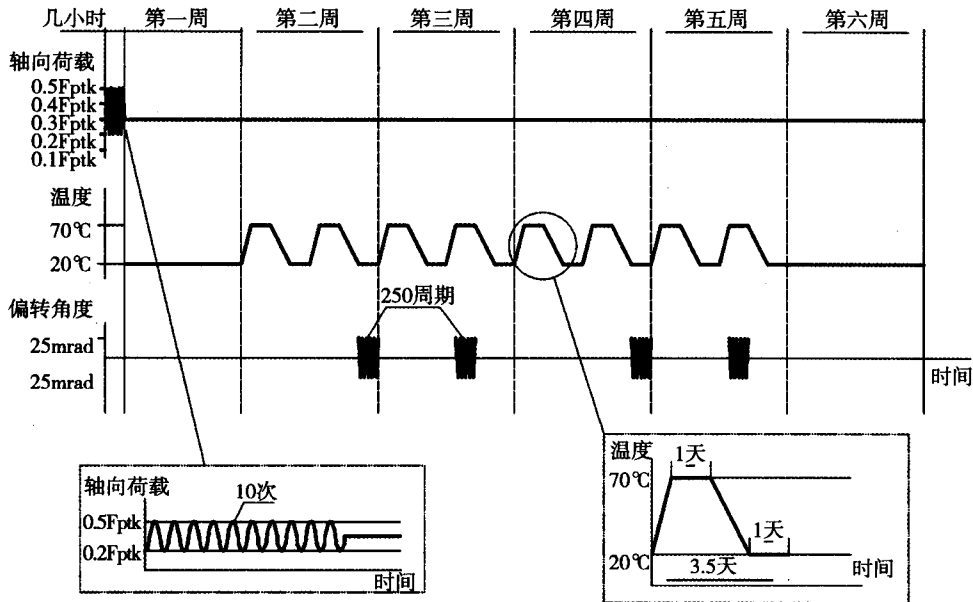 几小时 第一周 第二周 第三周 第四周 第五周 第六周
轴向荷载
0.5Fptk
0.4Fptk
0.3Fptk
0.2Fptk
0.1Fptk
温度
70℃
20℃
偏转角度
250周期
25mrad
25mrad
时间
轴向荷载
10次
0.5Fptk
0.2Fptk
时间
温度
1天
70℃
1天
20℃
3.5天
时间